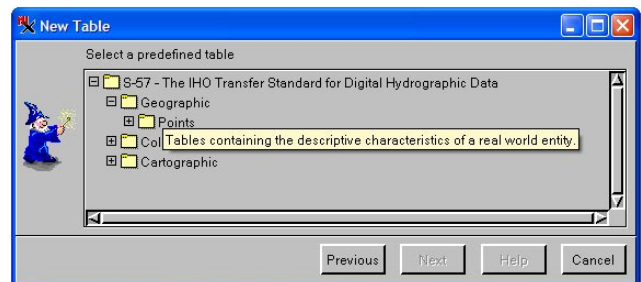 New Table
Select a predefined table
S-57 - The IHO Transfer Standard for Digital Hydrographic Data
Geographic
Points
Col Tables containing the descriptive characteristics of a real world entity.
Cartographic
Previous Next Help Cancel